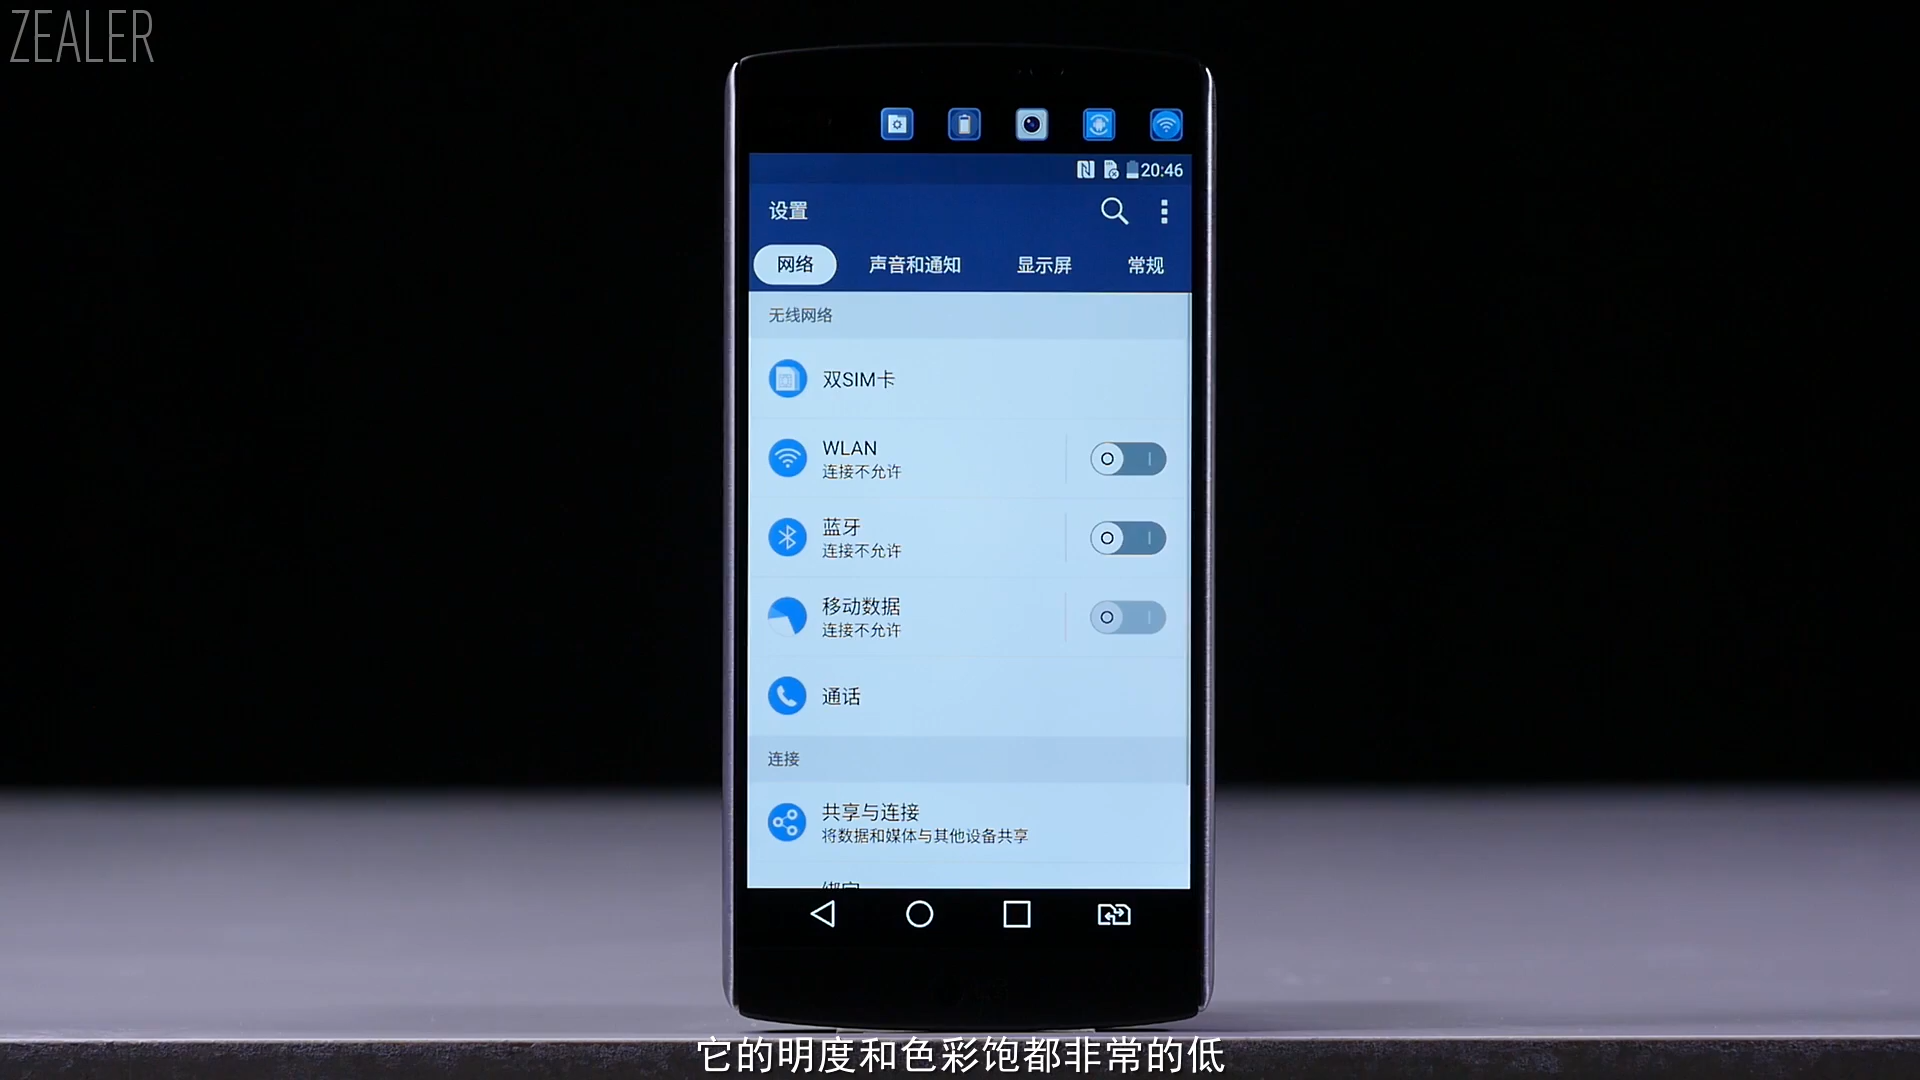 ZEALER
20:46
设置
网络 声音和通知 显示屏 常规
无线网络
双SIM卡
WLAN
连接不允许
蓝牙
连接不允许
移动数据
连接不允许
通话
连接
共享与连接
将数据和媒体与其他设备共享
它的明度和色彩饱都非常的低